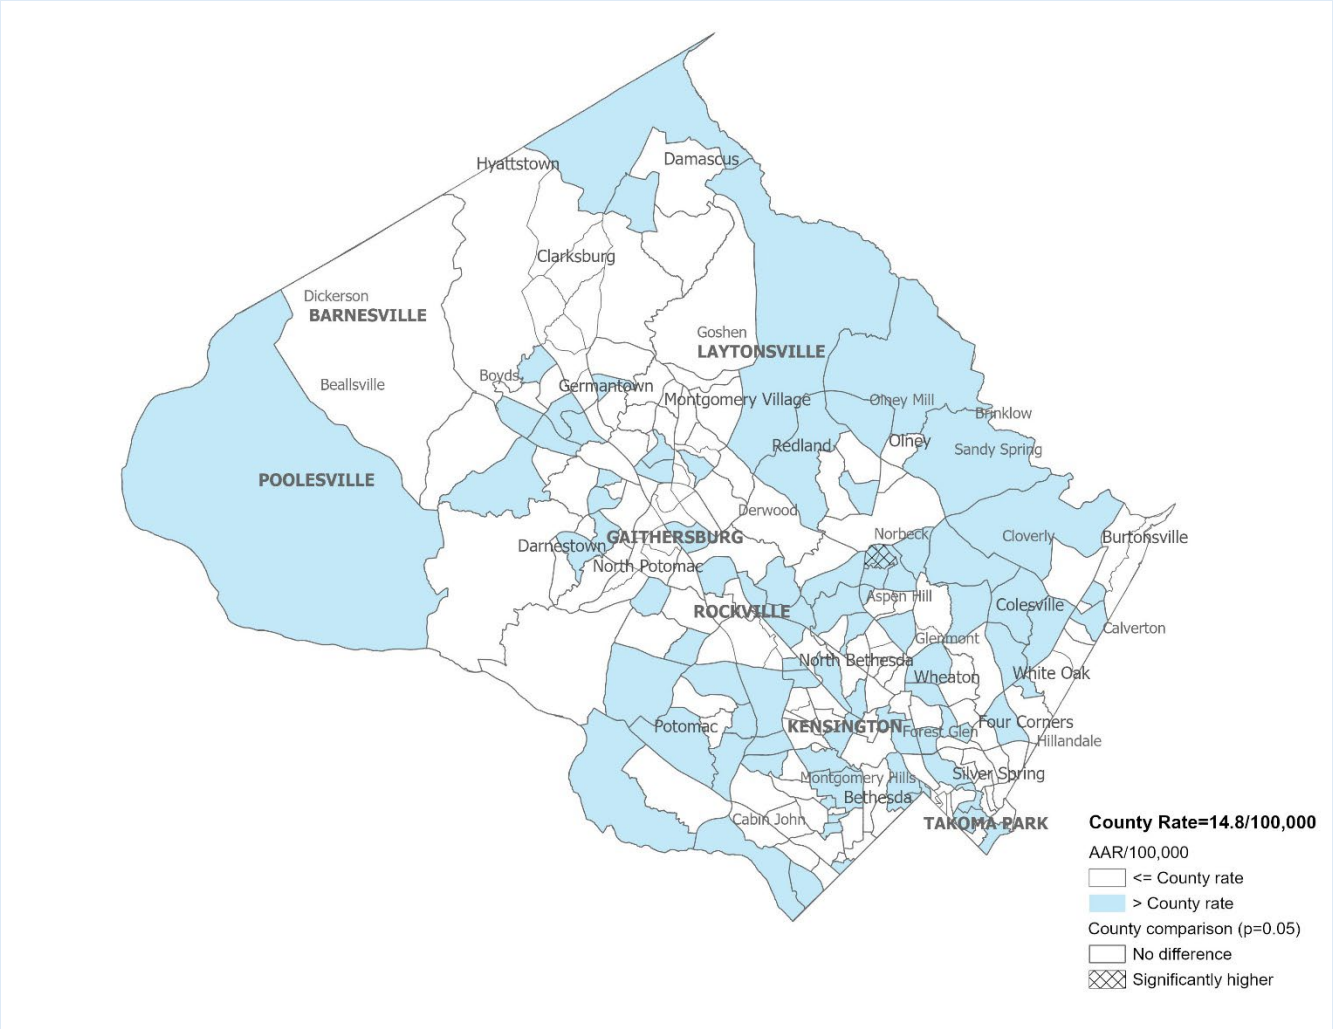 Damascus
Hyattstown
Clarksburg
Dickerson
BARNESVILLE
Goshen
LAYTONSVILLE
Boyds
Beallsville
Germantown
Montgomery Village
Olney Mill
Brinklow
Redland
Olney
Sandy Spring
POOLESVILLE
Derwood
Norbeck
Cloverly
Burtonsville
GAITHERSBURG
Darnestown
North Potomac
Aspen Hill
Colesville
ROCKVILLE
Calverton
Glenmont
North Bethesda
Wheaton
White Oak
Potomac
KENSINGTON
Forest Glen
Four Corners
Hillandale
Montgomery Hills
Silver Spring
Bethesda
Cabin John
TAKOMA PARK
County Rate=14.8/100,000
AAR/100,000
<= County rate
> County rate
County comparison (p=0.05)
No difference
Significantly higher